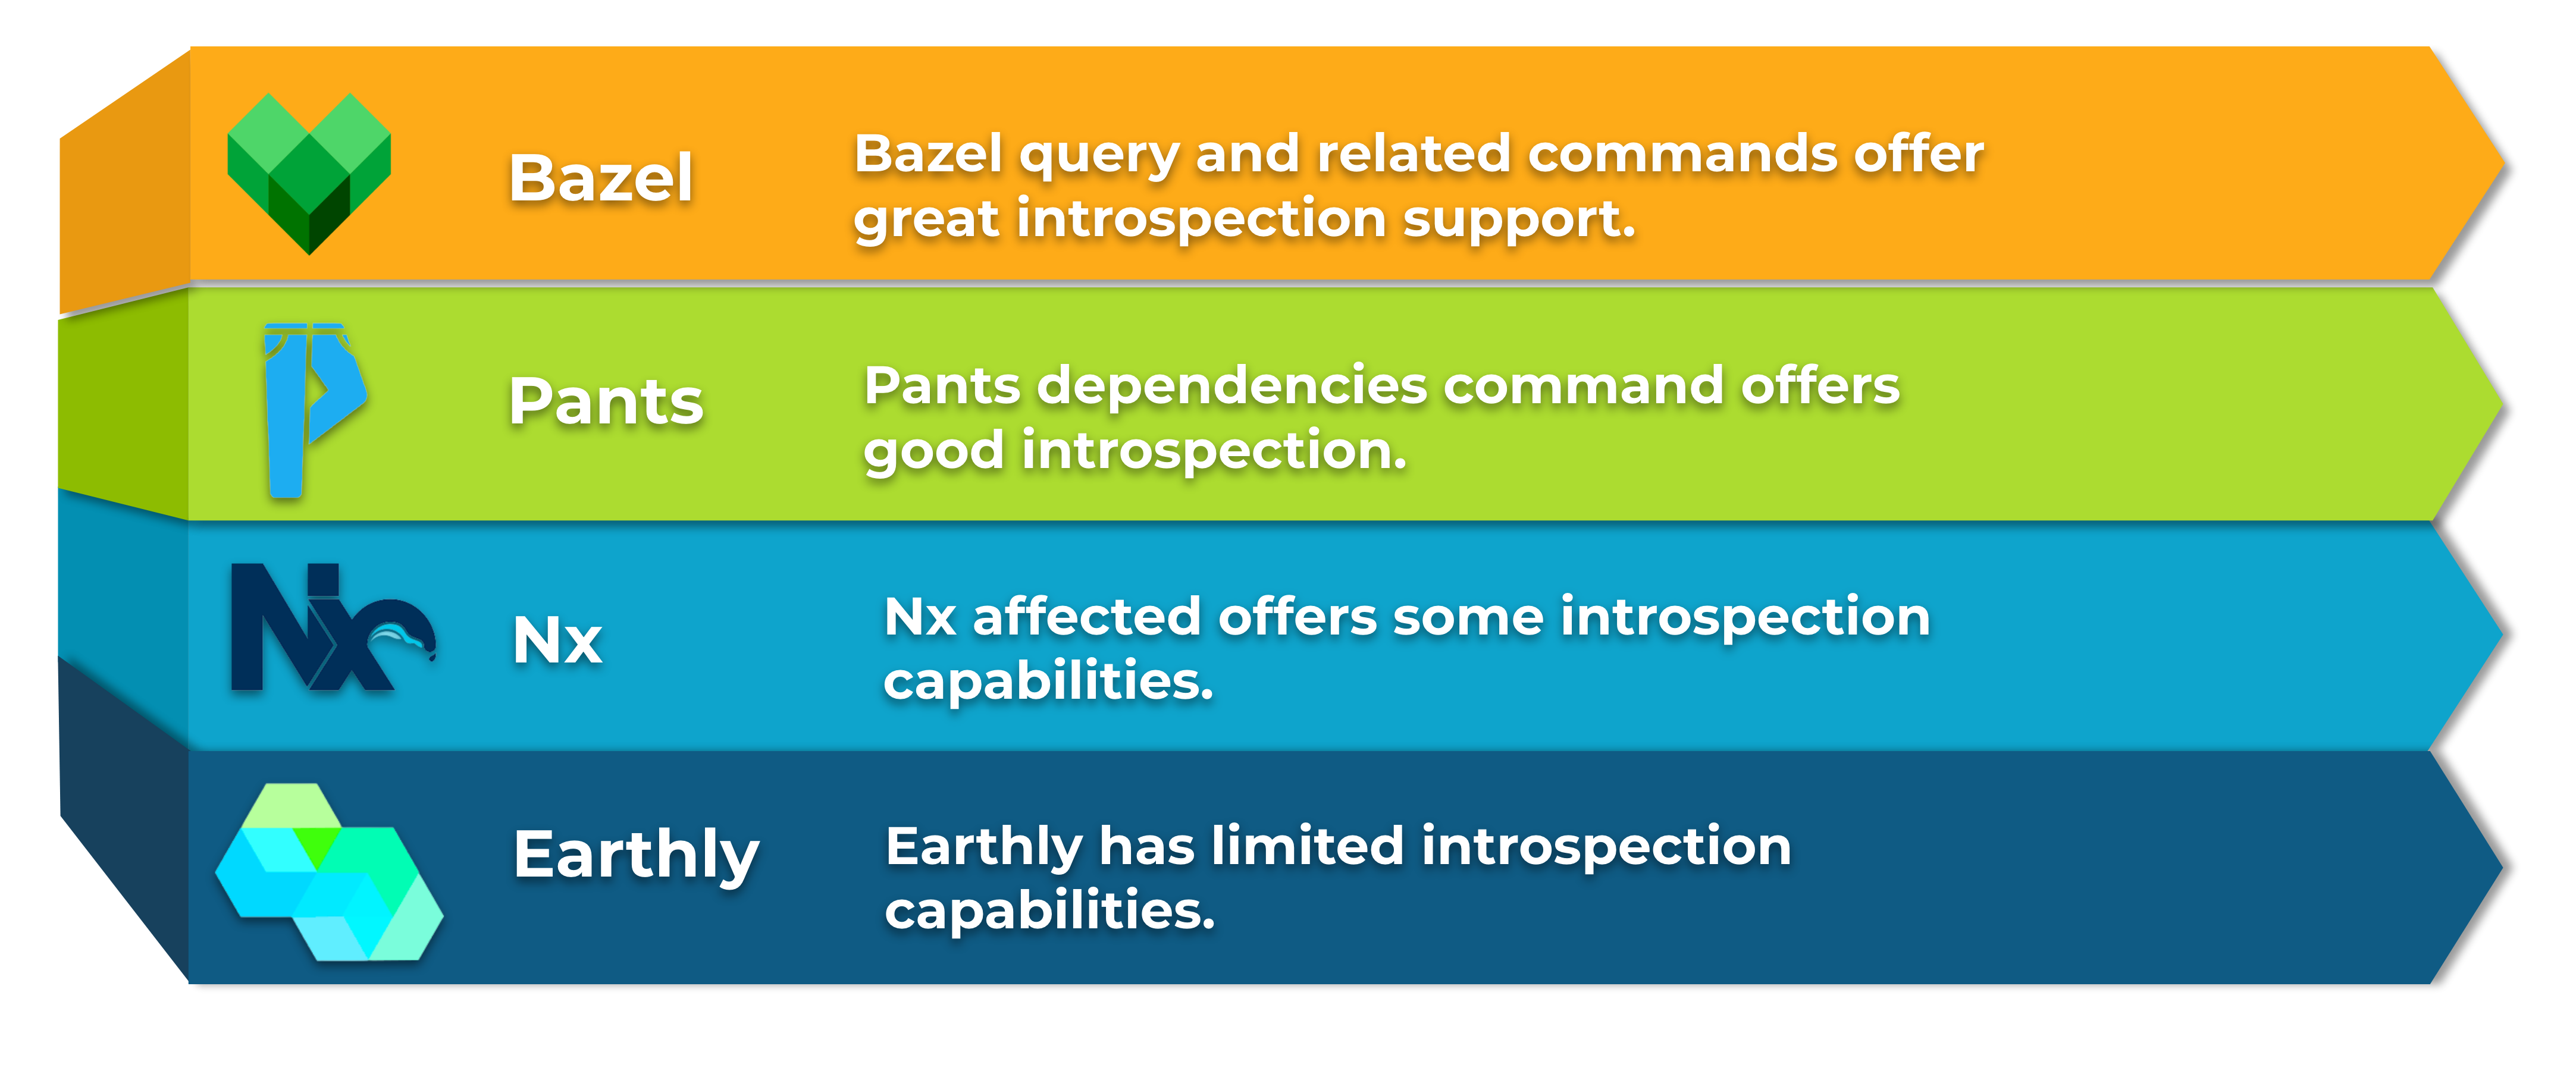 Bazel
Bazel query and related commands offer
great introspection support.
Pants
Pants dependencies command offers
good introspection.
Nx
Nx
Nx affected offers some introspection
capabilities.
Earthly
Earthly has limited introspection
capabilities.